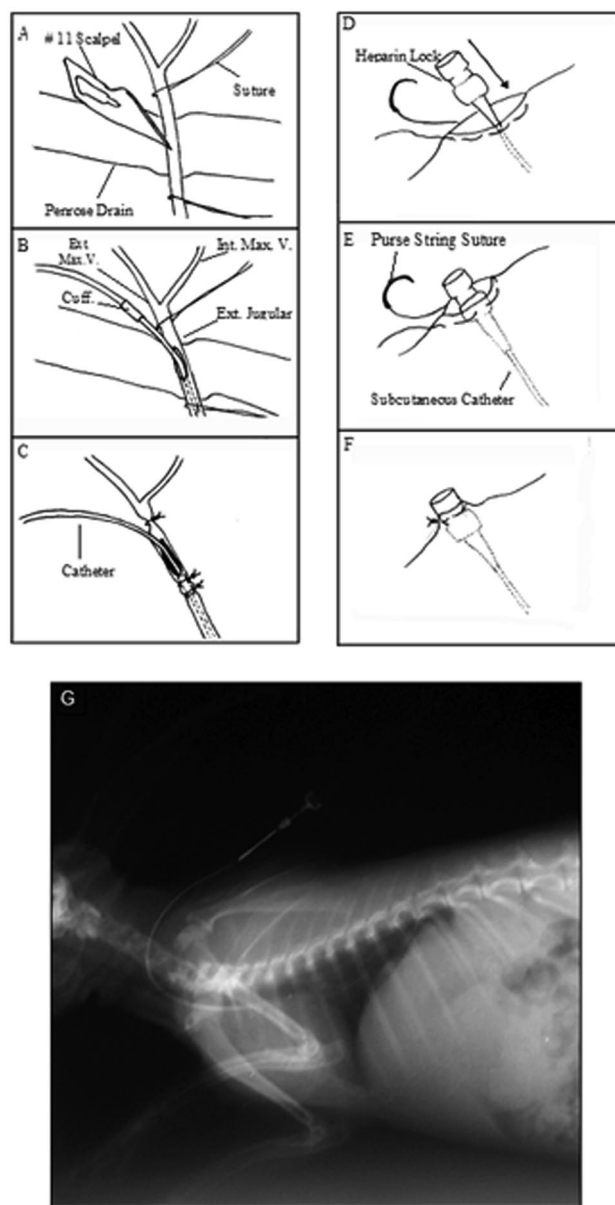 A
#11 Scalpel
Suture
Penrose Drain
B
Ext.
Max.V.
Int. Max. V.
Cuff.
Ext. Jugular
C
Catheter
D
Heparin Lock
E
Purse String Suture
Subcutaneous Catheter
F
G